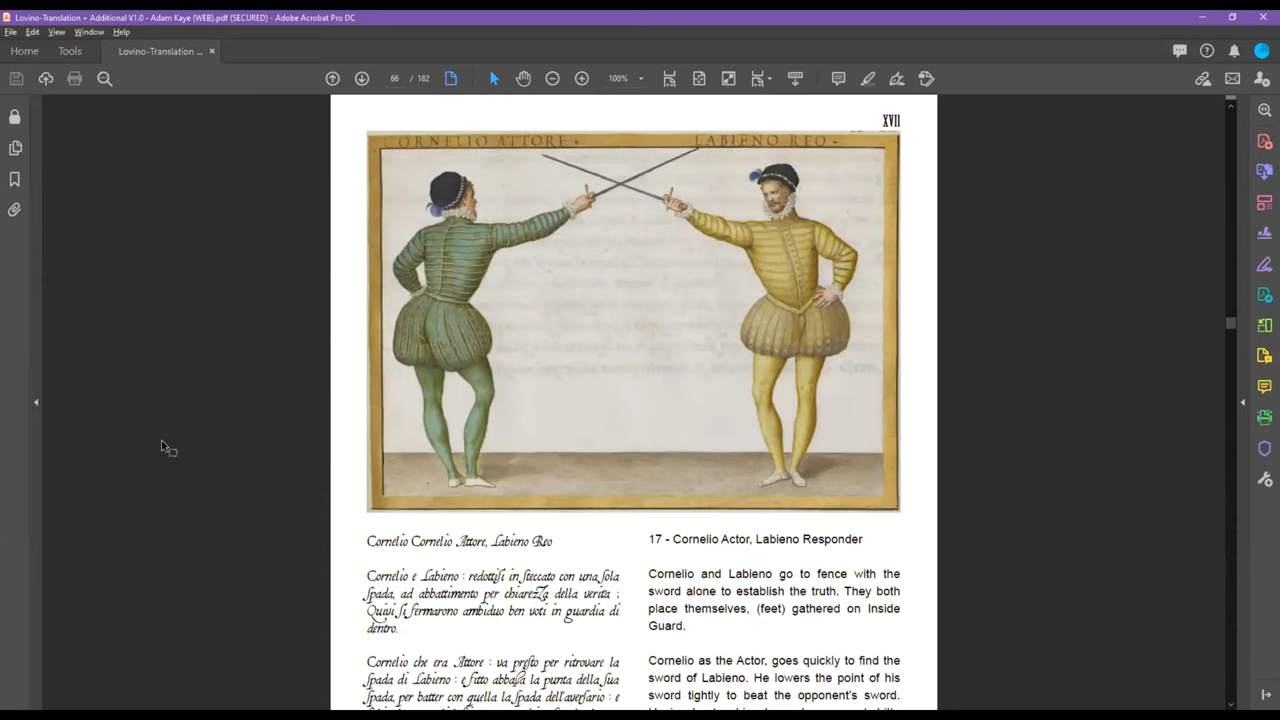 Lovino-Translation + Additional V1.0 - Adam Kaye (WEB).pdf (SECURED) - Adobe Acrobat Pro DC
File Edit View Window Help
Home Tools Lovino-Translation ... ×
66 / 182 100%
XVII
CORNELIO ATTORE LABIENO REO
Cornelio Cornelio Attore, Labieno Reo
Cornelio e Labieno : redottisi in steccato con una sola
spada, ad abbattimento per chiarezza della verita ;
Quivi si fermarono ambiduo ben voti in guardia di
dentro.
Cornelio che era Attore : va presto per ritrovare la
spada di Labieno : e fitto abbassa la punta della sua
spada, per batter con quella la spada dell'aversario : e
17 - Cornelio Actor, Labieno Responder
Cornelio and Labieno go to fence with the
sword alone to establish the truth. They both
place themselves, (feet) gathered on Inside
Guard.
Cornelio as the Actor, goes quickly to find the
sword of Labieno. He lowers the point of his
sword tightly to beat the opponent's sword.